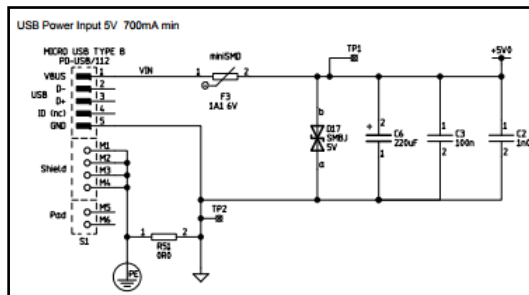 USB Power Input 5V 700mA min
MICRO USB TYPE B
PD-USB/112
VBUS 1 VIN
D- 2
USB
D+ 3
ID (nc) 4
GND 5
miniSMD
1 2
F3
1A1 6V
TP1
+5V0
b
D17
SMBJ
5V
a
+ 2
C6
220uF
1
1
C3
100n
2
1
C2
1nC
2
Shield
M1
M2
M3
M4
Pad
M5
M6
S1
TP2
1 2
R51
0R0
PE